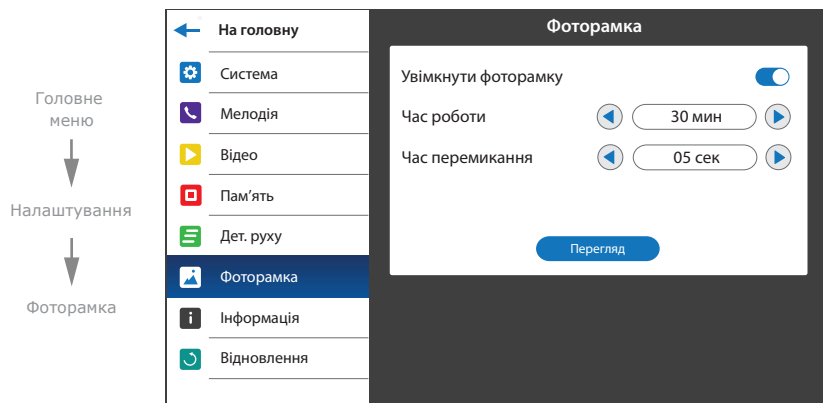 Головне
меню
Налаштування
Фоторамка
На головну
Система
Мелодія
Відео
Пам’ять
Дет. руху
Фоторамка
Інформація
Відновлення
Фоторамка
Увімкнути фоторамку
Час роботи
30 мин
Час перемикання
05 сек
Перегляд